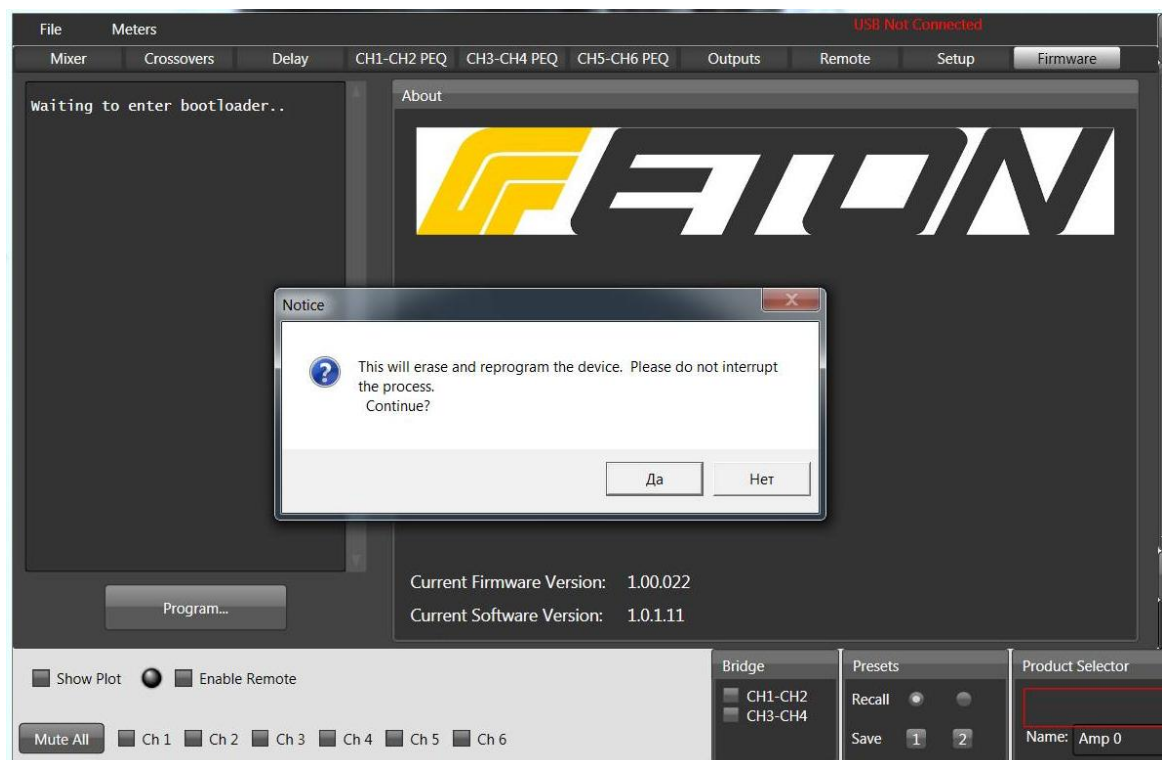 File Meters USB Not Connected
Mixer Crossovers Delay CH1-CH2 PEQ CH3-CH4 PEQ CH5-CH6 PEQ Outputs Remote Setup Firmware
Waiting to enter bootloader..
About
ETON
Notice
This will erase and reprogram the device. Please do not interrupt
the process.
Continue?
Да Нет
Current Firmware Version: 1.00.022
Current Software Version: 1.0.1.11
Program...
Show Plot Enable Remote
Mute All Ch 1 Ch 2 Ch 3 Ch 4 Ch 5 Ch 6
Bridge
CH1-CH2
CH3-CH4
Presets
Recall
Save 1 2
Product Selector
Name: Amp 0